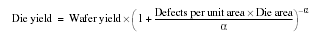 Die yield = Wafer yield × (1 + Defects per unit area × Die area / α)^−α